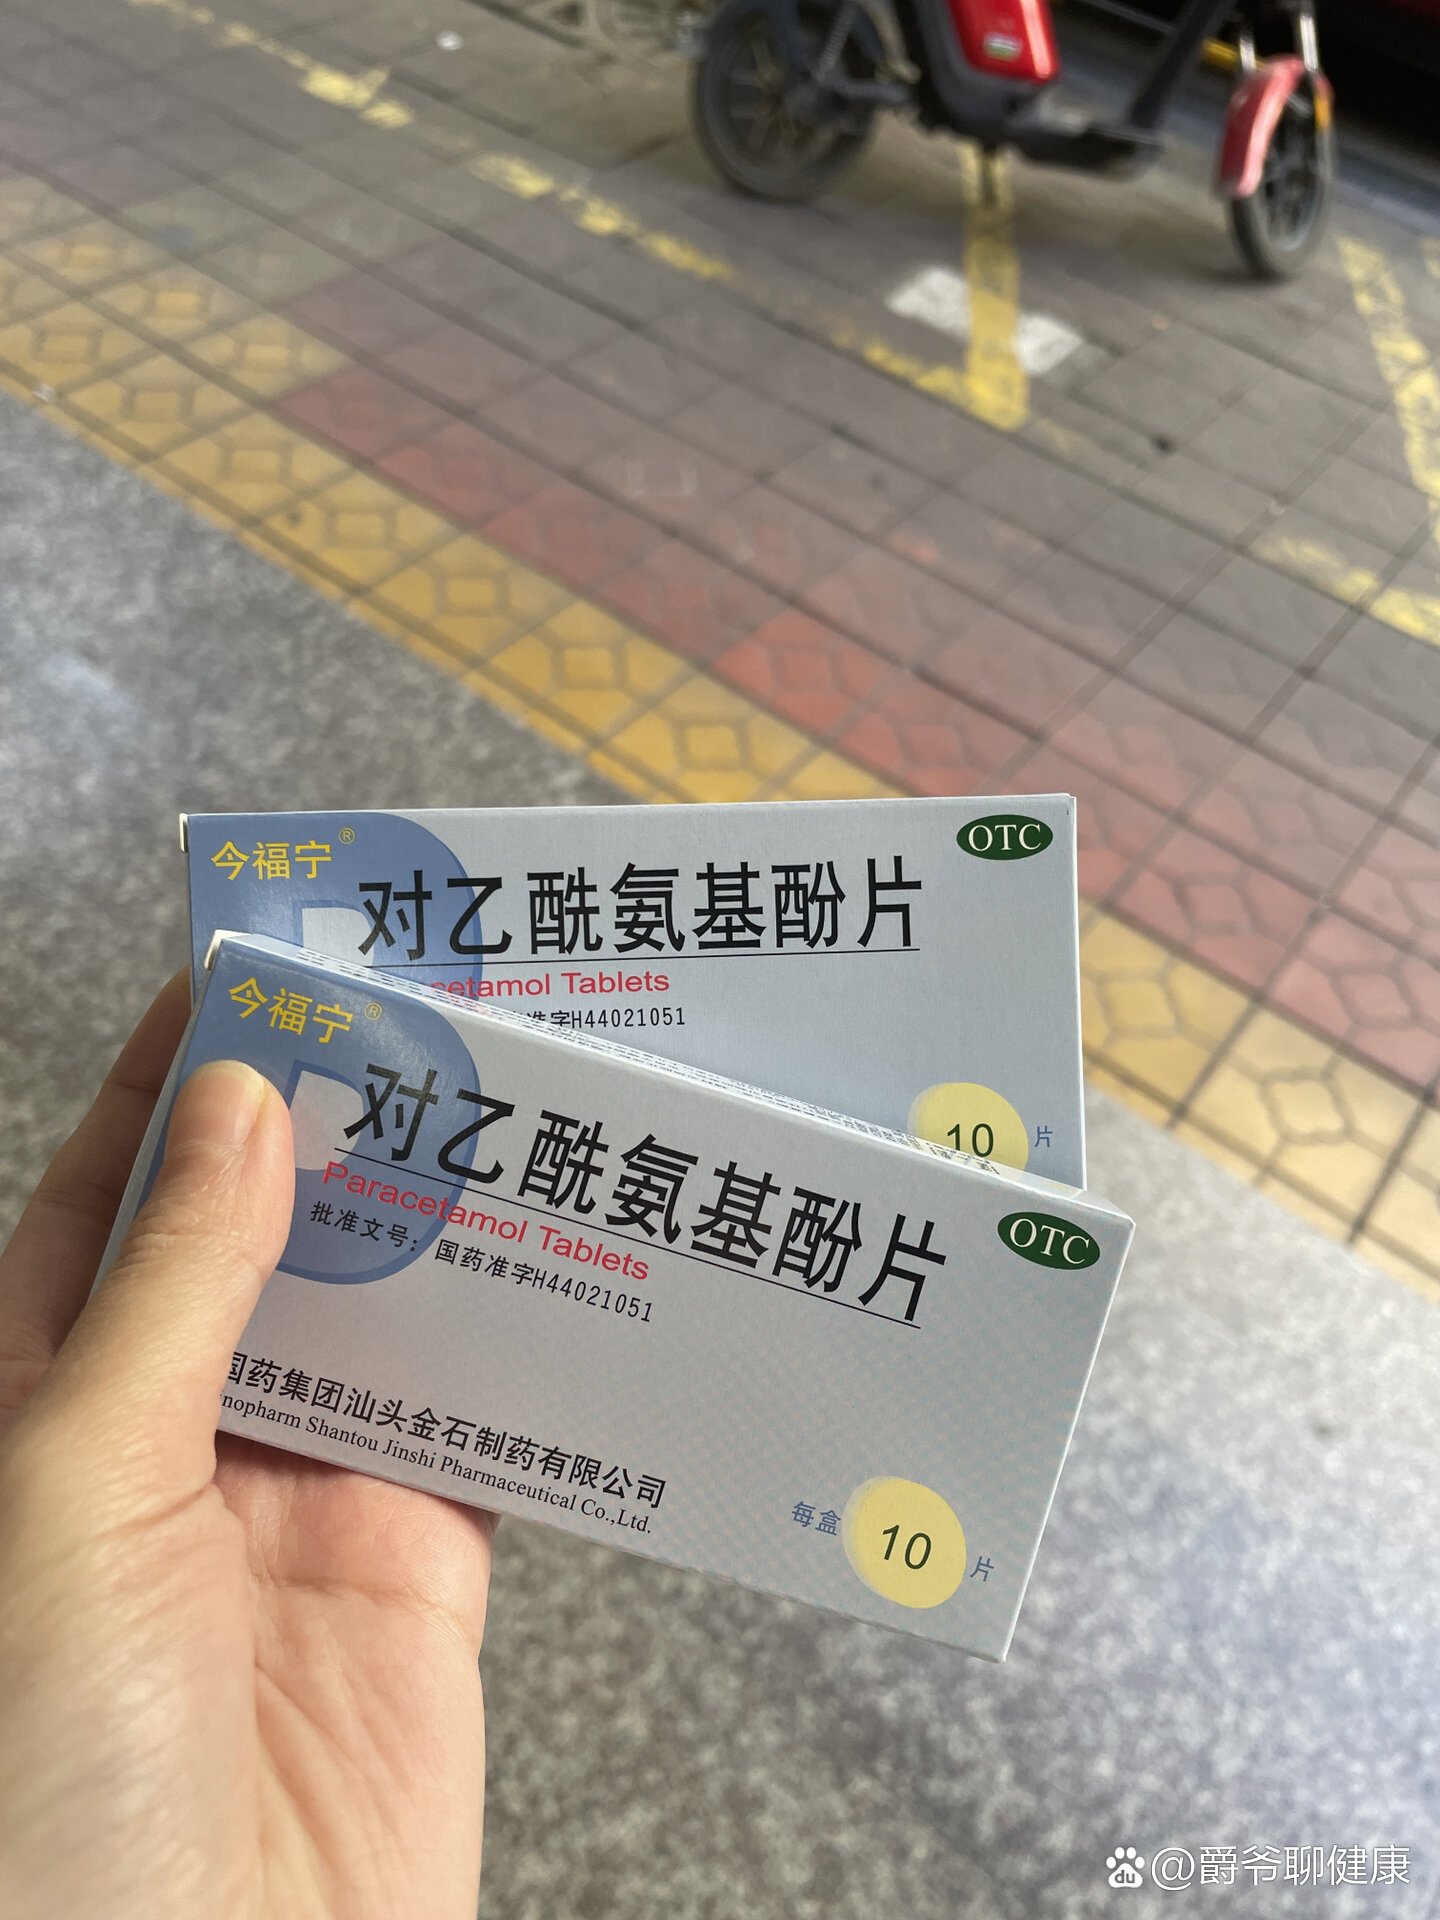 今福宁®
OTC
对乙酰氨基酚片
cetamol Tablets
准字H44021051
10 片
今福宁®
对乙酰氨基酚片
OTC
Paracetamol Tablets
批准文号：国药准字H44021051
国药集团汕头金石制药有限公司
nopharm Shantou Jinshi Pharmaceutical Co.,Ltd.
每盒 10 片
du @爵爷聊健康